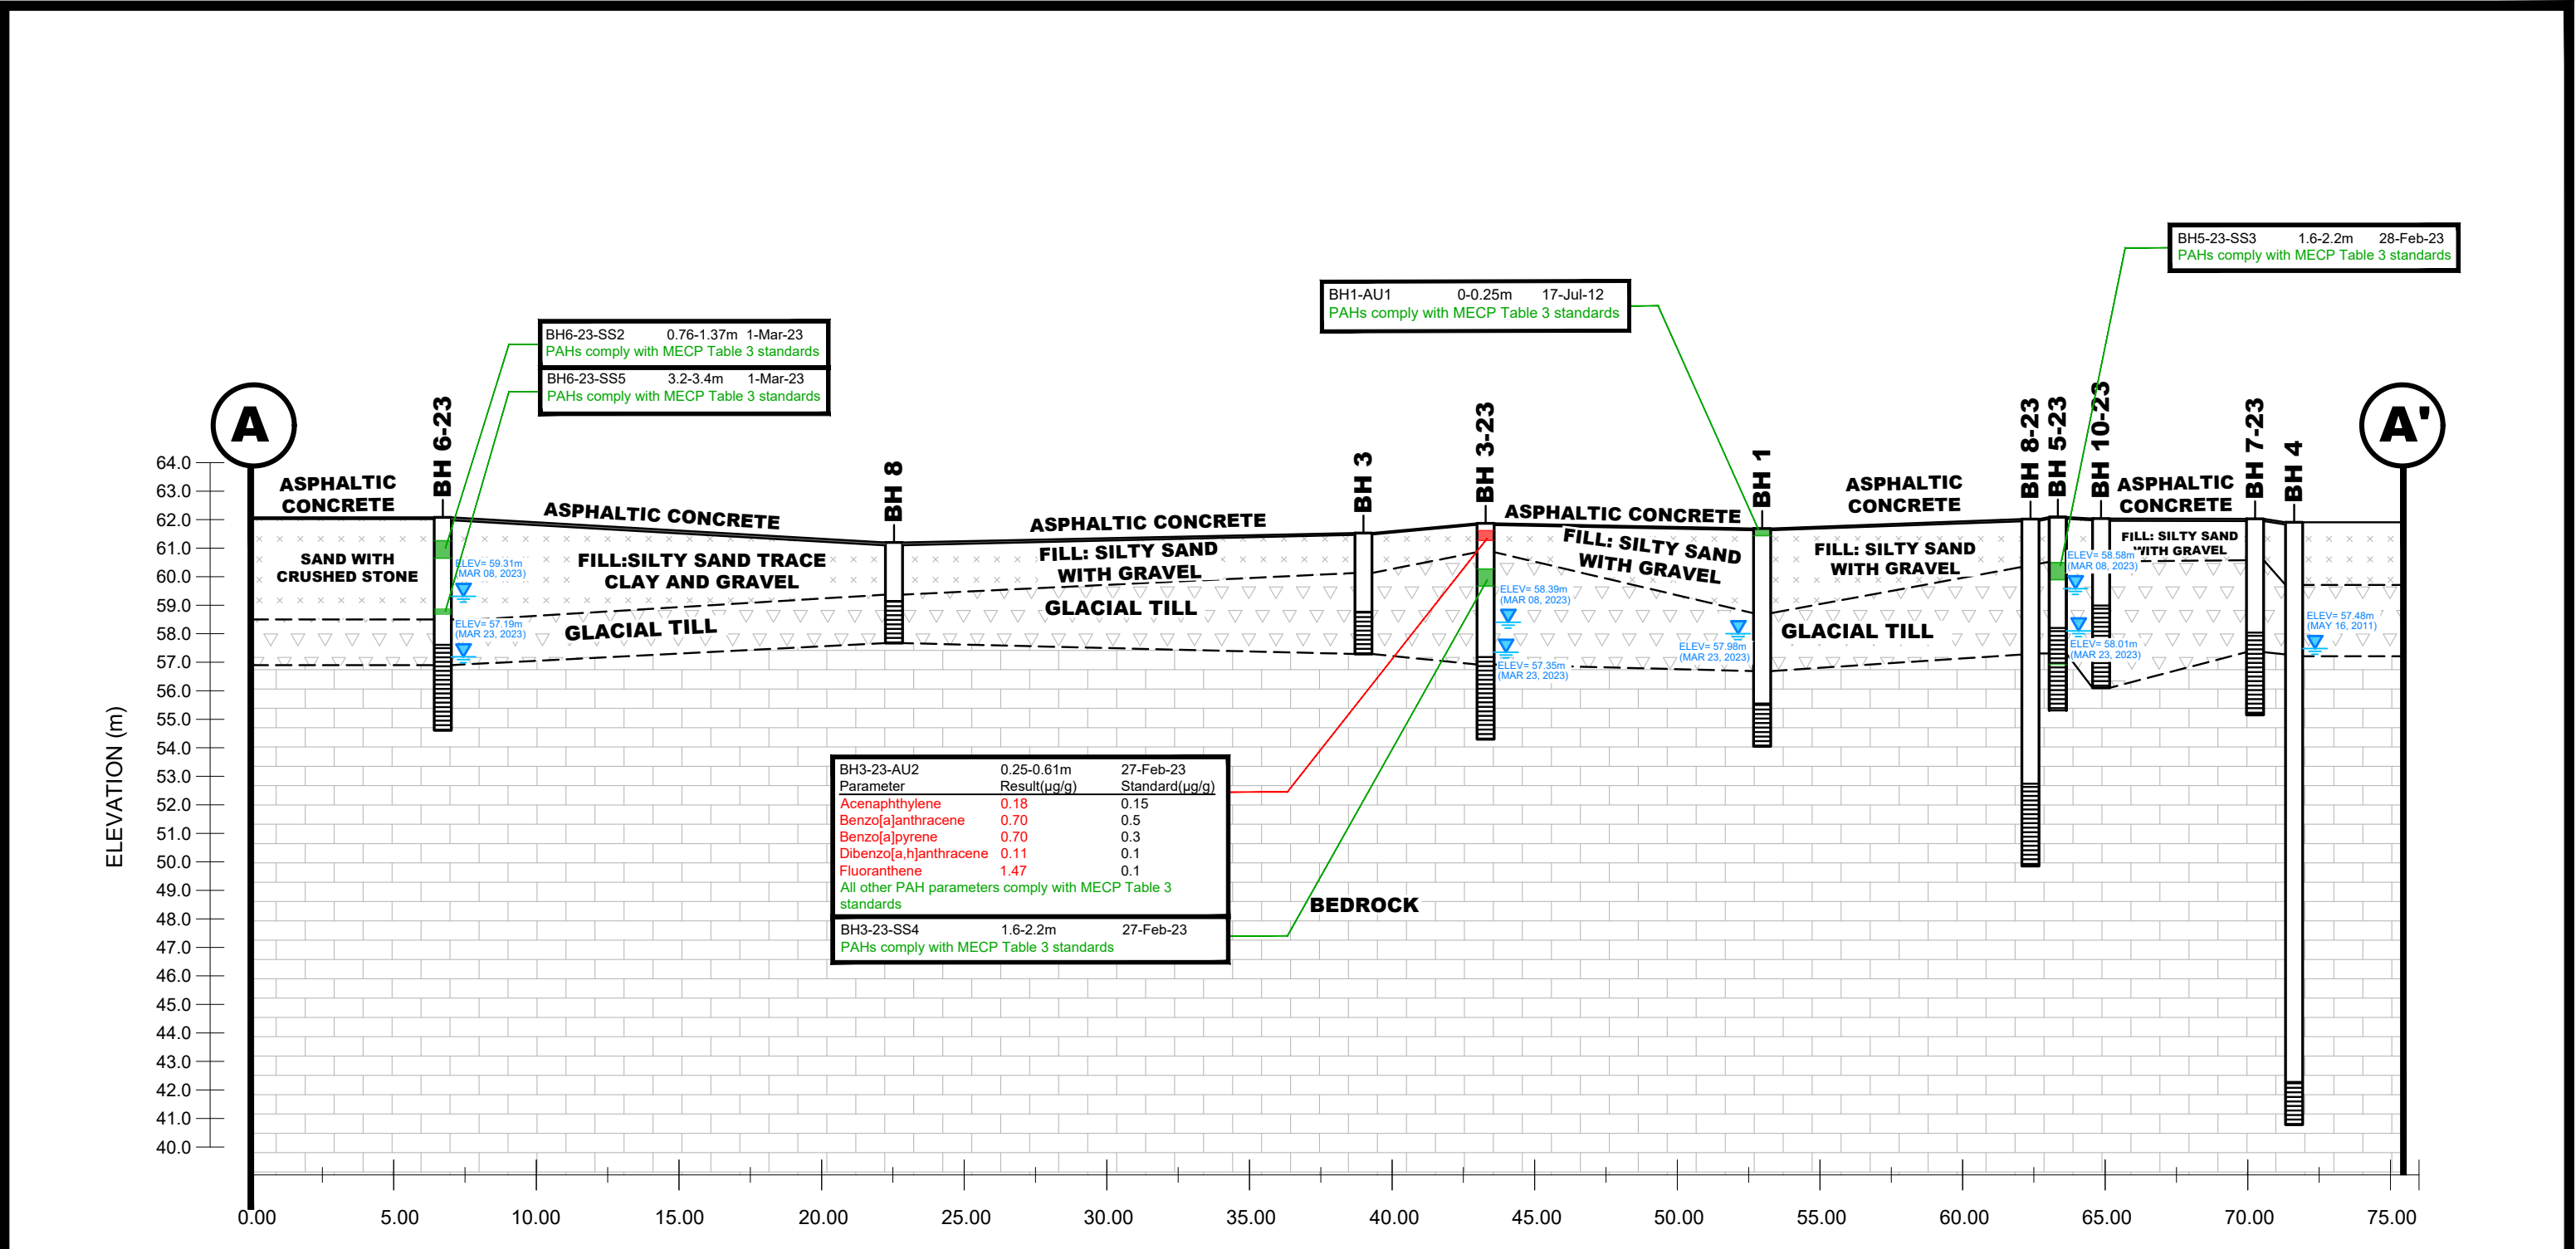 BH5-23-SS3 1.6-2.2m 28-Feb-23
PAHs comply with MECP Table 3 standards
BH1-AU1 0-0.25m 17-Jul-12
PAHs comply with MECP Table 3 standards
BH6-23-SS2 0.76-1.37m 1-Mar-23
PAHs comply with MECP Table 3 standards
BH6-23-SS5 3.2-3.4m 1-Mar-23
PAHs comply with MECP Table 3 standards
A
A'
BH 6-23
BH 8
BH 3
BH 3-23
BH 1
BH 8-23
BH 5-23
BH 10-23
BH 7-23
BH 4
ASPHALTIC
CONCRETE
ASPHALTIC CONCRETE
ASPHALTIC CONCRETE
ASPHALTIC CONCRETE
ASPHALTIC
CONCRETE
ASPHALTIC
CONCRETE
SAND WITH
CRUSHED STONE
FILL:SILTY SAND TRACE
CLAY AND GRAVEL
FILL: SILTY SAND
WITH GRAVEL
FILL: SILTY SAND
WITH GRAVEL
FILL: SILTY SAND
WITH GRAVEL
FILL: SILTY SAND
WITH GRAVEL
ELEV= 59.31m
(MAR 08, 2023)
ELEV= 57.19m
(MAR 23, 2023)
ELEV= 58.39m
(MAR 08, 2023)
ELEV= 57.35m
(MAR 23, 2023)
ELEV= 57.98m
(MAR 23, 2023)
ELEV= 58.58m
(MAR 08, 2023)
ELEV= 58.01m
(MAR 23, 2023)
ELEV= 57.48m
(MAY 16, 2011)
GLACIAL TILL
GLACIAL TILL
GLACIAL TILL
BH3-23-AU2 0.25-0.61m 27-Feb-23
Parameter Result(µg/g) Standard(µg/g)
Acenaphthylene 0.18 0.15
Benzo[a]anthracene 0.70 0.5
Benzo[a]pyrene 0.70 0.3
Dibenzo[a,h]anthracene 0.11 0.1
Fluoranthene 1.47 0.1
All other PAH parameters comply with MECP Table 3
standards
BH3-23-SS4 1.6-2.2m 27-Feb-23
PAHs comply with MECP Table 3 standards
BEDROCK
ELEVATION (m)
64.0
63.0
62.0
61.0
60.0
59.0
58.0
57.0
56.0
55.0
54.0
53.0
52.0
51.0
50.0
49.0
48.0
47.0
46.0
45.0
44.0
43.0
42.0
41.0
40.0
0.00 5.00 10.00 15.00 20.00 25.00 30.00 35.00 40.00 45.00 50.00 55.00 60.00 65.00 70.00 75.00